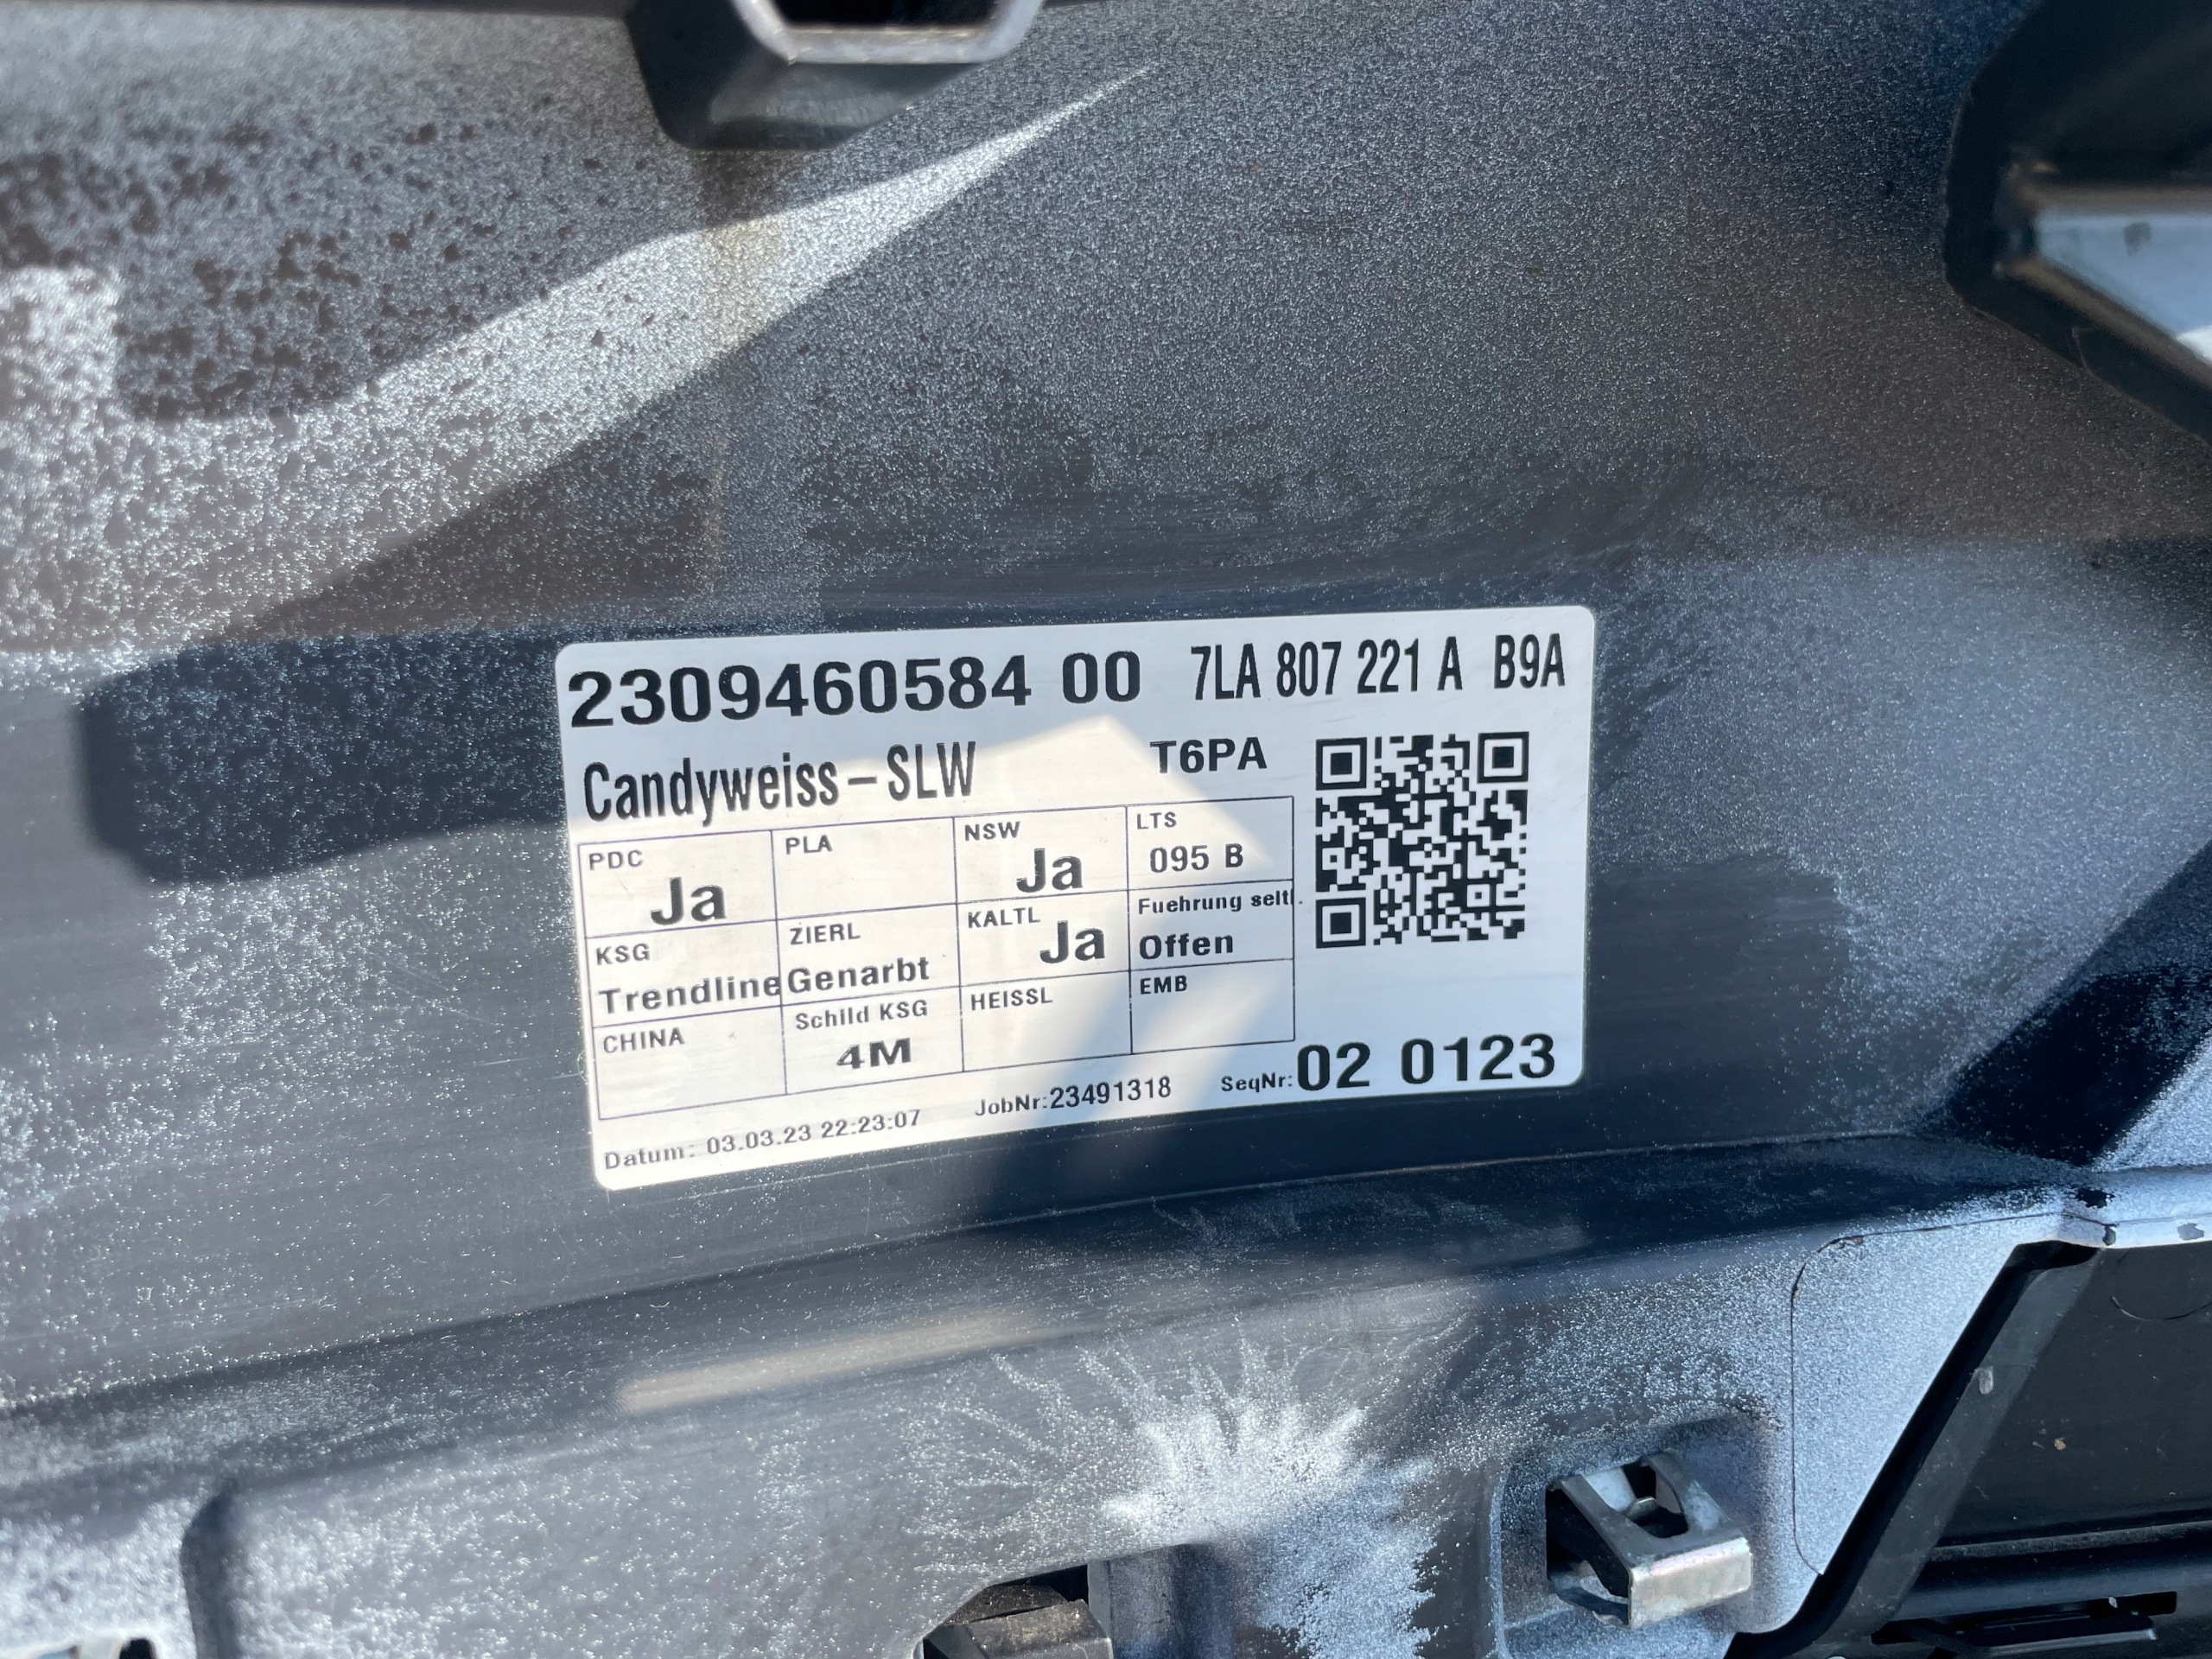 2309460584 00 7LA 807 221 A B9A
Candyweiss – SLW T6PA
PDC PLA NSW LTS
Ja Ja 095 B
KSG ZIERL KALTL Fuehrung seitl.
Trendline Genarbt Ja Offen
CHINA Schild KSG HEISSL EMB
4M
Datum: 03.03.23 22:23:07 JobNr:23491318 SeqNr:02 0123